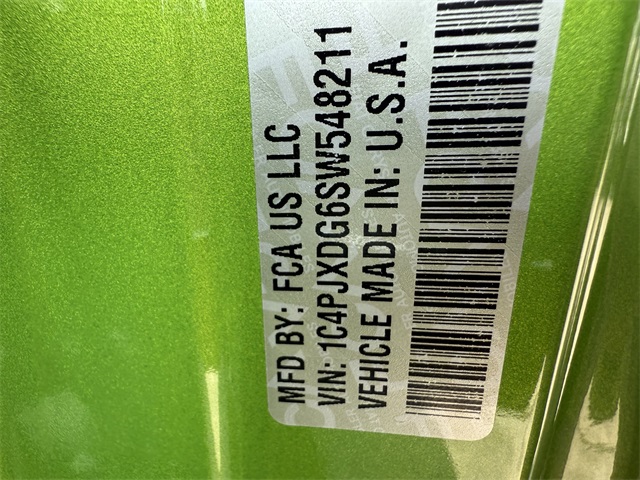 MFD BY: FCA US LLC
VIN: 1C4PJXDG6SW548211
VEHICLE MADE IN: U.S.A.